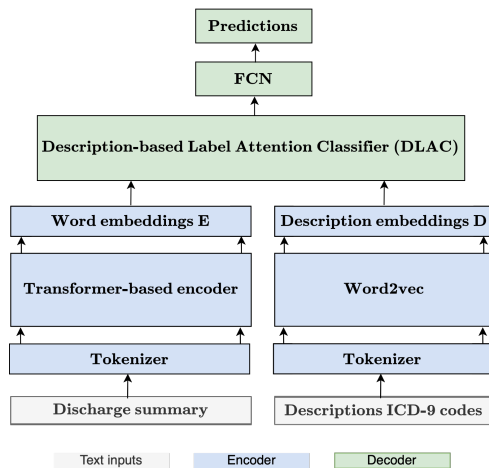 Predictions
FCN
Description-based Label Attention Classifier (DLAC)
Word embeddings E
Description embeddings D
Transformer-based encoder
Word2vec
Tokenizer
Tokenizer
Discharge summary
Descriptions ICD-9 codes
Text inputs
Encoder
Decoder